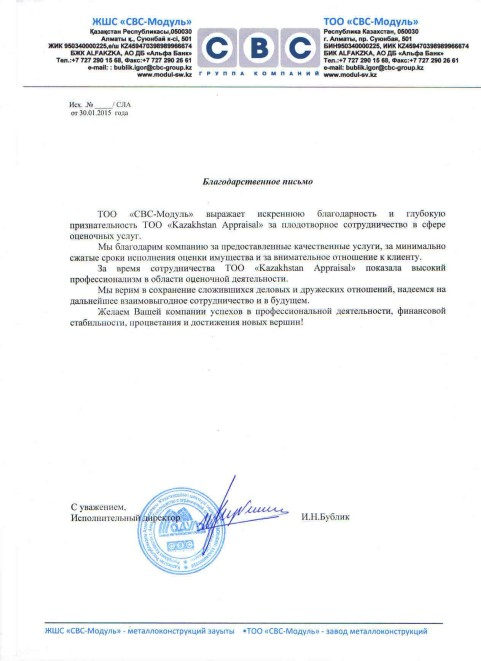 ЖШС «СВС-Модуль»
Қазақстан Республикасы,050030
Алматы қ., Суюнбай к-сі, 501
ЖИК 950340000225,е/ш KZ459470398989966674
БЖК ALFAKZKA, АО ДБ «Альфа Банк»
Тел.:+7 727 290 15 68, Факс:+7 727 290 26 61
e-mail: : bublik.igor@cbc-group.kz
www.modul-sv.kz
СВС
ГРУППА КОМПАНИЙ
ТОО «СВС-Модуль»
Республика Казахстан, 050030
г. Алматы, пр. Суюнбая, 501
БИН950340000225, ИИК KZ459470398989966674
БИК ALFAKZKA, АО ДБ «Альфа Банк»
Тел.:+7 727 290 15 68, Факс:+7 727 290 26 61
e-mail: bublik.igor@cbc-group.kz
www.modul-sv.kz
Исх. .№ _____/ СЛА
от 30.01.2015 года
Благодарственное письмо
ТОО «СВС-Модуль» выражает искреннюю благодарность и глубокую
признательность ТОО «Kazakhstan Appraisal» за плодотворное сотрудничество в сфере
оценочных услуг.
Мы благодарим компанию за предоставленные качественные услуги, за минимально
сжатые сроки исполнения оценки имущества и за внимательное отношение к клиенту.
За время сотрудничества ТОО «Kazakhstan Appraisal» показала высокий
профессионализм в области оценочной деятельности.
Мы верим в сохранение сложившихся деловых и дружеских отношений, надеемся на
дальнейшее взаимовыгодное сотрудничество и в будущем.
Желаем Вашей компании успехов в профессиональной деятельности, финансовой
стабильности, процветания и достижения новых вершин!
С уважением,
Исполнительный директор
И.Н.Бублик
ЖШС «СВС-Модуль» - металлоконструкций зауыты •ТОО «СВС-Модуль» - завод металлоконструкций